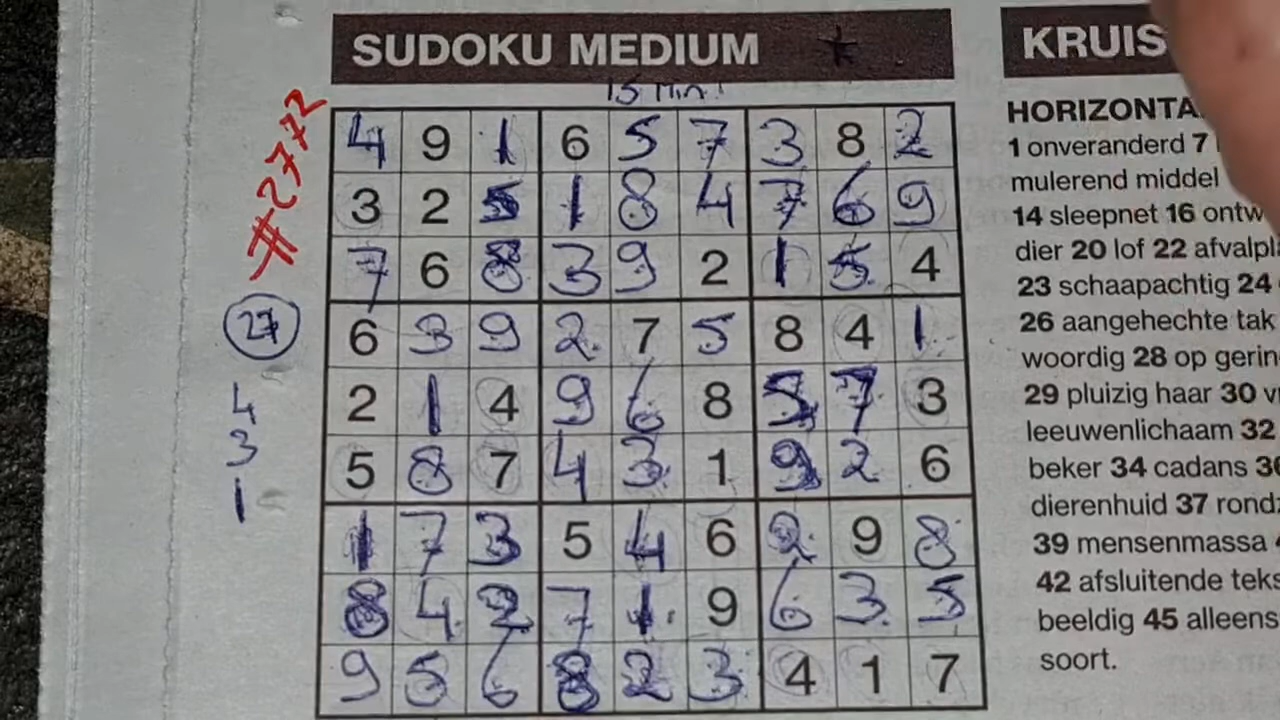 SUDOKU MEDIUM
15 Min!
#2772
4 9 1 6 5 7 3 8 2
3 2 5 1 8 4 7 6 9
7 6 8 3 9 2 1 5 4
27
6 3 9 2 7 5 8 4 1
2 1 4 9 6 8 5 7 3
5 8 7 4 3 1 9 2 6
4
3
1
1 7 3 5 4 6 2 9 8
8 4 2 7 1 9 6 3 5
9 5 6 8 2 3 4 1 7
KRUIS
HORIZONTA
1 onveranderd 7
mulerend middel
14 sleepnet 16 ontw
dier 20 lof 22 afvalpl
23 schaapachtig 24
26 aangehechte tak
woordig 28 op gerin
29 pluizig haar 30 v
leeuwenlichaam 32
beker 34 cadans 36
dierenhuid 37 rond
39 mensenmassa
42 afsluitende teks
beeldig 45 alleens
soort.